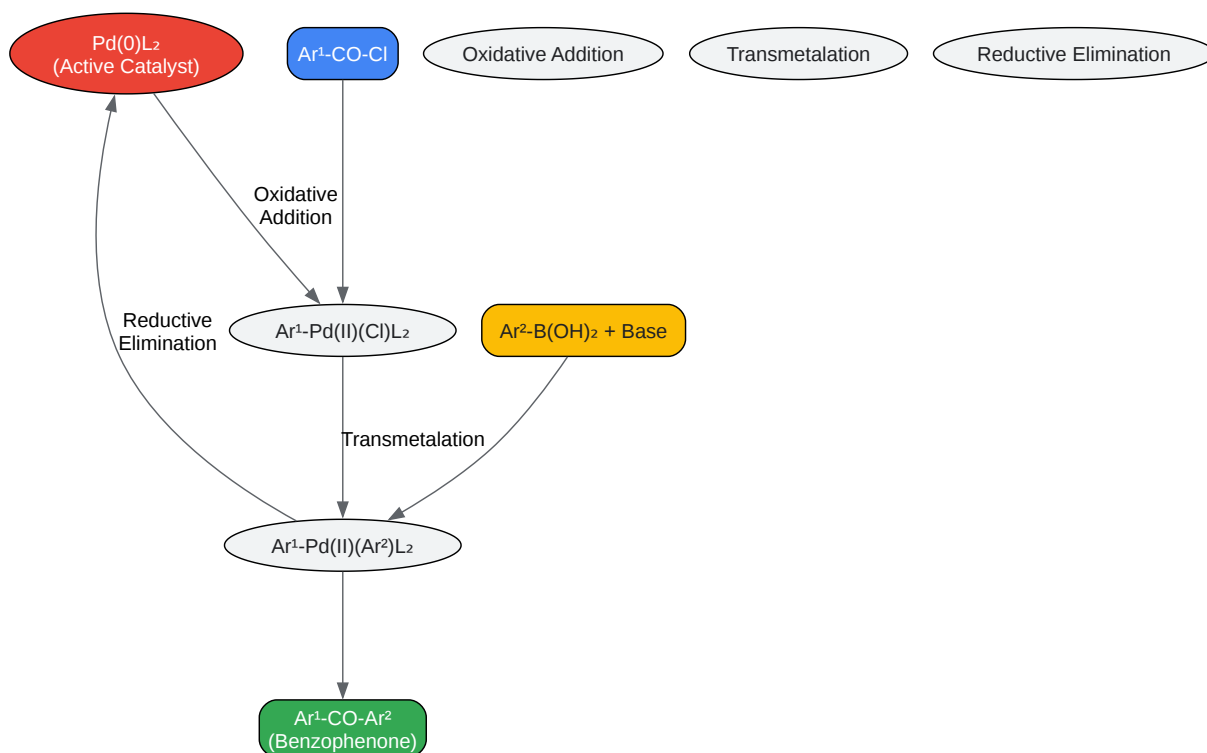 Pd(0)L₂
(Active Catalyst)
Ar¹-CO-Cl
Oxidative Addition
Transmetalation
Reductive Elimination
Oxidative
Addition
Reductive
Elimination
Ar¹-Pd(II)(Cl)L₂
Ar²-B(OH)₂ + Base
Transmetalation
Ar¹-Pd(II)(Ar²)L₂
Ar¹-CO-Ar²
(Benzophenone)